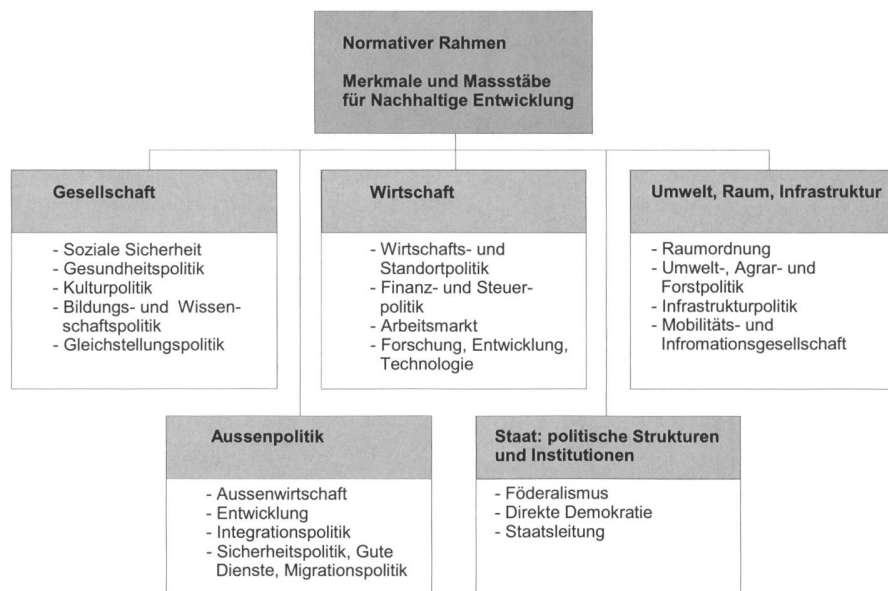 Normativer Rahmen
Merkmale und Massstäbe
für Nachhaltige Entwicklung
Gesellschaft
- Soziale Sicherheit
- Gesundheitspolitik
- Kulturpolitik
- Bildungs- und Wissen-
schaftspolitik
- Gleichstellungspolitik
Wirtschaft
- Wirtschafts- und
Standortpolitik
- Finanz- und Steuer-
politik
- Arbeitsmarkt
- Forschung, Entwicklung,
Technologie
Umwelt, Raum, Infrastruktur
- Raumordnung
- Umwelt-, Agrar- und
Forstpolitik
- Infrastrukturpolitik
- Mobilitäts- und
Infromationsgesellschaft
Aussenpolitik
- Aussenwirtschaft
- Entwicklung
- Integrationspolitik
- Sicherheitspolitik, Gute
Dienste, Migrationspolitik
Staat: politische Strukturen
und Institutionen
- Föderalismus
- Direkte Demokratie
- Staatsleitung